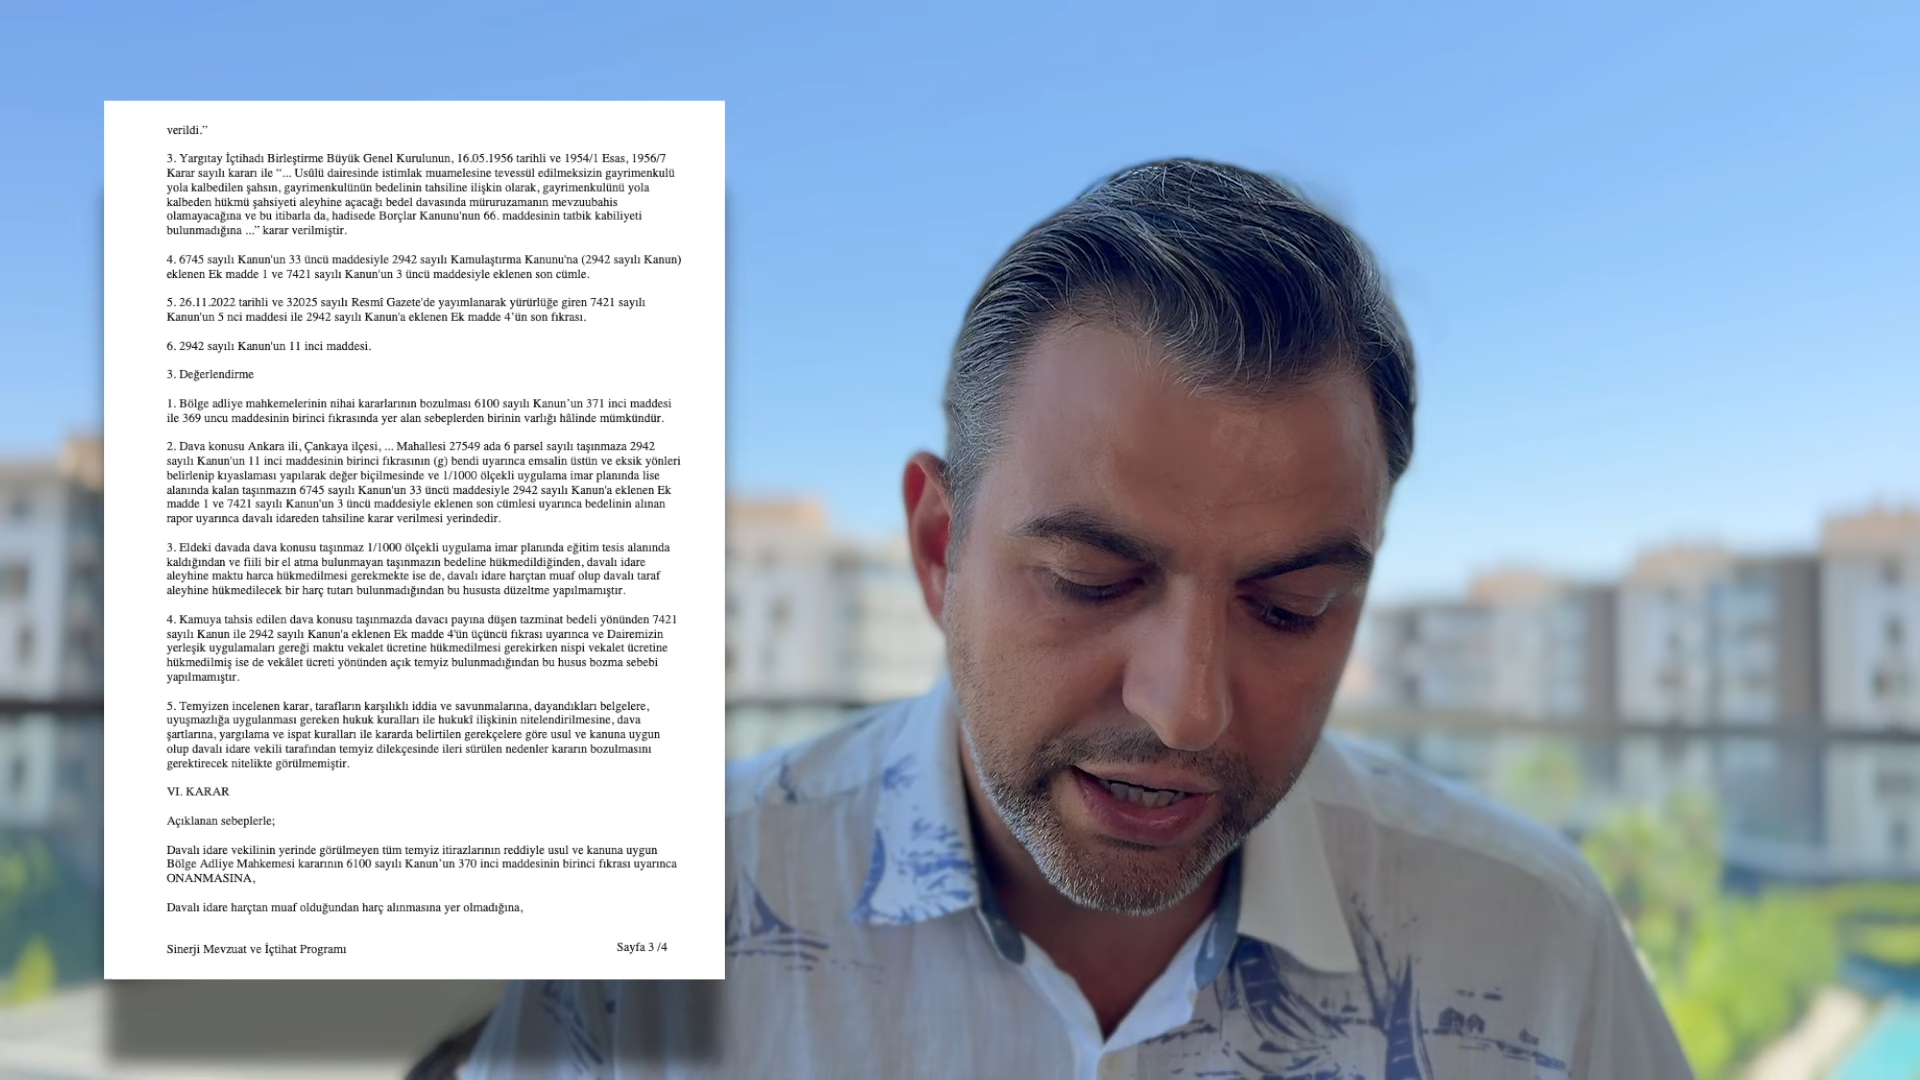 verildi.”
3. Yargıtay İçtihadı Birleştirme Büyük Genel Kurulunun, 16.05.1956 tarihli ve 1954/1 Esas, 1956/7
Karar sayılı kararı ile “... Usûlü dairesinde istimlak muamelesine tevessül edilmeksizin gayrimenkulü
yola kalbedilen şahsın, gayrimenkulünün bedelinin tahsiline ilişkin olarak, gayrimenkulünü yola
kalbeden hükmü şahsiyeti aleyhine açacağı bedel davasında müruruzamanın mevzuubahis
olamayacağına ve bu itibarla da, hadisede Borçlar Kanunu'nun 66. maddesinin tatbik kabiliyeti
bulunmadığına ...” karar verilmiştir.
4. 6745 sayılı Kanun'un 33 üncü maddesiyle 2942 sayılı Kamulaştırma Kanunu'na (2942 sayılı Kanun)
eklenen Ek madde 1 ve 7421 sayılı Kanun'un 3 üncü maddesiyle eklenen son cümle.
5. 26.11.2022 tarihli ve 32025 sayılı Resmî Gazete'de yayımlanarak yürürlüğe giren 7421 sayılı
Kanun'un 5 nci maddesi ile 2942 sayılı Kanun'a eklenen Ek madde 4’ün son fıkrası.
6. 2942 sayılı Kanun'un 11 inci maddesi.
3. Değerlendirme
1. Bölge adliye mahkemelerinin nihai kararlarının bozulması 6100 sayılı Kanun’un 371 inci maddesi
ile 369 uncu maddesinin birinci fıkrasında yer alan sebeplerden birinin varlığı hâlinde mümkündür.
2. Dava konusu Ankara ili, Çankaya ilçesi, ... Mahallesi 27549 ada 6 parsel sayılı taşınmaza 2942
sayılı Kanun'un 11 inci maddesinin birinci fıkrasının (g) bendi uyarınca emsalin üstün ve eksik yönleri
belirlenip kıyaslaması yapılarak değer biçilmesinde ve 1/1000 ölçekli uygulama imar planında lise
alanında kalan taşınmazın 6745 sayılı Kanun'un 33 üncü maddesiyle 2942 sayılı Kanun'a eklenen Ek
madde 1 ve 7421 sayılı Kanun'un 3 üncü maddesiyle eklenen son cümlesi uyarınca bedelinin alınan
rapor uyarınca davalı idareden tahsiline karar verilmesi yerindedir.
3. Eldeki davada dava konusu taşınmaz 1/1000 ölçekli uygulama imar planında eğitim tesis alanında
kaldığından ve fiili bir el atma bulunmayan taşınmazın bedeline hükmedildiğinden, davalı idare
aleyhine maktu harca hükmedilmesi gerekmekte ise de, davalı idare harçtan muaf olup davalı taraf
aleyhine hükmedilecek bir harç tutarı bulunmadığından bu hususta düzeltme yapılmamıştır.
4. Kamuya tahsis edilen dava konusu taşınmazda davacı payına düşen tazminat bedeli yönünden 7421
sayılı Kanun ile 2942 sayılı Kanun'a eklenen Ek madde 4'ün üçüncü fıkrası uyarınca ve Dairemizin
yerleşik uygulamaları gereği maktu vekalet ücretine hükmedilmesi gerekirken nispi vekalet ücretine
hükmedilmiş ise de vekâlet ücreti yönünden açık temyiz bulunmadığından bu husus bozma sebebi
yapılmamıştır.
5. Temyizen incelenen karar, tarafların karşılıklı iddia ve savunmalarına, dayandıkları belgelere,
uyuşmazlığa uygulanması gereken hukuk kuralları ile hukukî ilişkinin nitelendirilmesine, dava
şartlarına, yargılama ve ispat kuralları ile kararda belirtilen gerekçelere göre usul ve kanuna uygun
olup davalı idare vekili tarafından temyiz dilekçesinde ileri sürülen nedenler kararın bozulmasını
gerektirecek nitelikte görülmemiştir.
VI. KARAR
Açıklanan sebeplerle;
Davalı idare vekilinin yerinde görülmeyen tüm temyiz itirazlarının reddiyle usul ve kanuna uygun
Bölge Adliye Mahkemesi kararının 6100 sayılı Kanun’un 370 inci maddesinin birinci fıkrası uyarınca
ONANMASINA,
Davalı idare harçtan muaf olduğundan harç alınmasına yer olmadığına,
Sinerji Mevzuat ve İçtihat Programı
Sayfa 3 /4